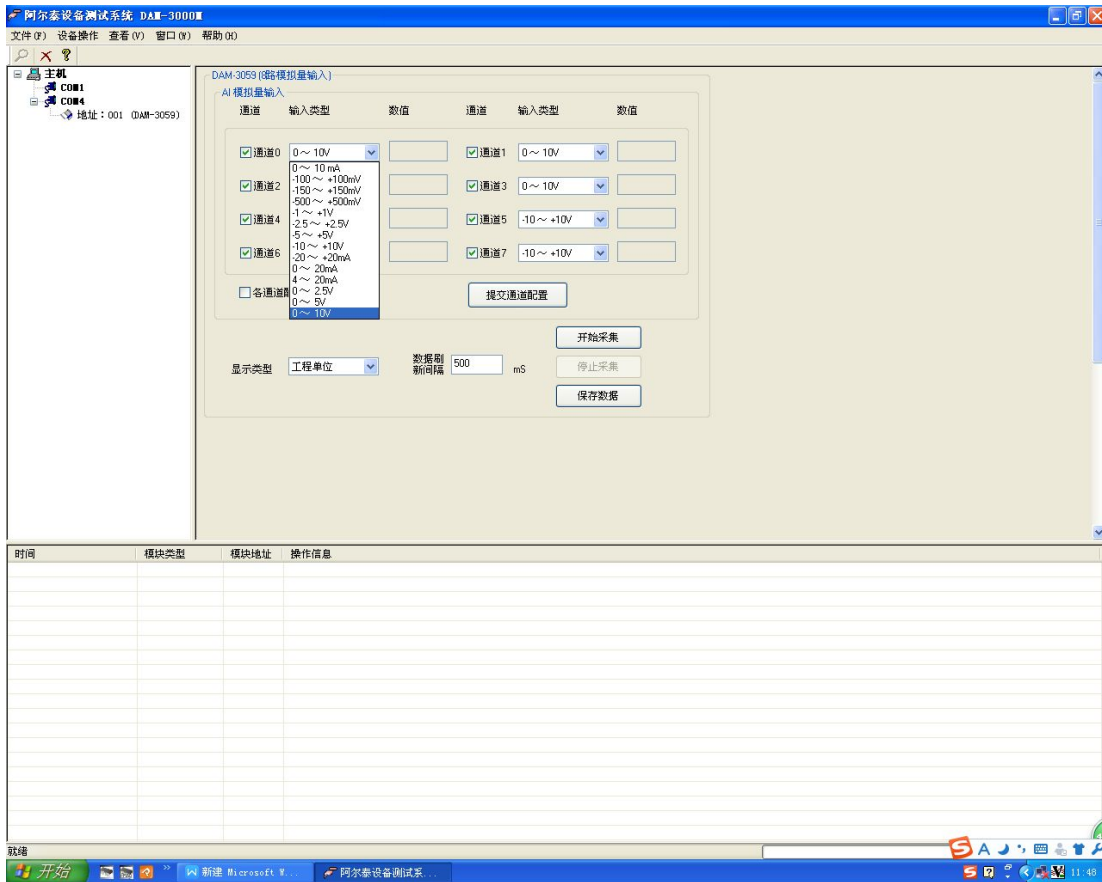 阿尔泰设备测试系统 DAM-3000M
文件(F) 设备操作 查看(V) 窗口(W) 帮助(H)
主机
COM1
COM4
地址：001 (DAM-3059)
DAM-3059 (8路模拟量输入)
AI 模拟量输入
通道 输入类型 数值 通道 输入类型 数值
通道0 0～ 10V 通道1 0～ 10V
0～ 10 mA
-100～ +100mV
-150～ +150mV
-500～ +500mV
-1～ +1V
-2.5～ +2.5V
-5～ +5V
-10～ +10V
-20～ +20mA
0～ 20mA
4～ 20mA
0～ 2.5V
0～ 5V
0～ 10V
通道2 通道3 0～ 10V
通道4 通道5 -10～ +10V
通道6 通道7 -10～ +10V
各通道 提交通道配置
开始采集
显示类型 工程单位 数据刷新间隔 500 mS 停止采集
保存数据
时间 模块类型 模块地址 操作信息
就绪
开始 新建 Microsoft W... 阿尔泰设备测试系... 11:48